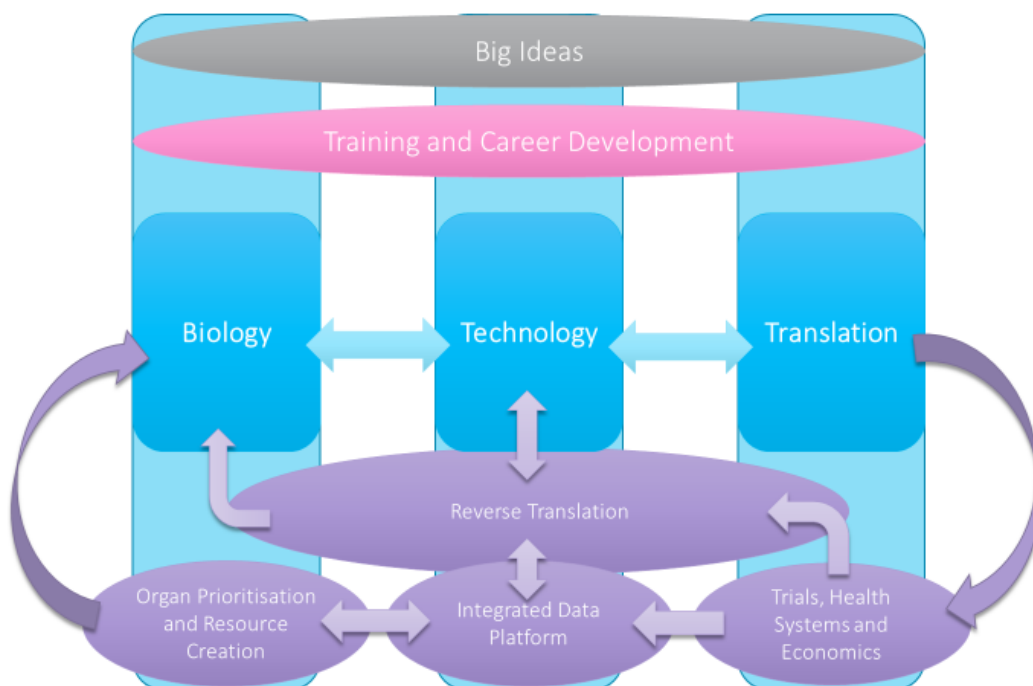 Big Ideas
Training and Career Development
Biology
Technology
Translation
Reverse Translation
Organ Prioritisation
and Resource
Creation
Integrated Data
Platform
Trials, Health
Systems and
Economics